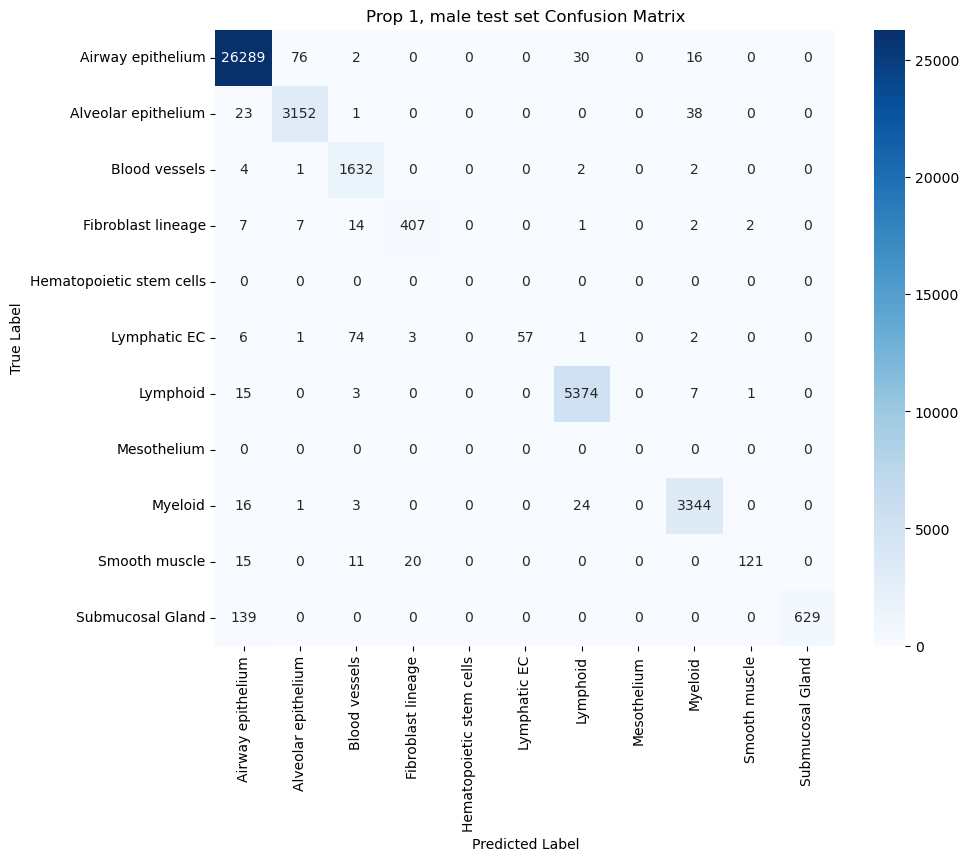 Prop 1, male test set Confusion Matrix
True Label
Airway epithelium 26289 76 2 0 0 0 30 0 16 0 0
Alveolar epithelium 23 3152 1 0 0 0 0 0 38 0 0
Blood vessels 4 1 1632 0 0 0 2 0 2 0 0
Fibroblast lineage 7 7 14 407 0 0 1 0 2 2 0
Hematopoietic stem cells 0 0 0 0 0 0 0 0 0 0 0
Lymphatic EC 6 1 74 3 0 57 1 0 2 0 0
Lymphoid 15 0 3 0 0 0 5374 0 7 1 0
Mesothelium 0 0 0 0 0 0 0 0 0 0 0
Myeloid 16 1 3 0 0 0 24 0 3344 0 0
Smooth muscle 15 0 11 20 0 0 0 0 0 121 0
Submucosal Gland 139 0 0 0 0 0 0 0 0 0 629
Airway epithelium
Alveolar epithelium
Blood vessels
Fibroblast lineage
Hematopoietic stem cells
Lymphatic EC
Lymphoid
Mesothelium
Myeloid
Smooth muscle
Submucosal Gland
Predicted Label
25000
20000
15000
10000
5000
0